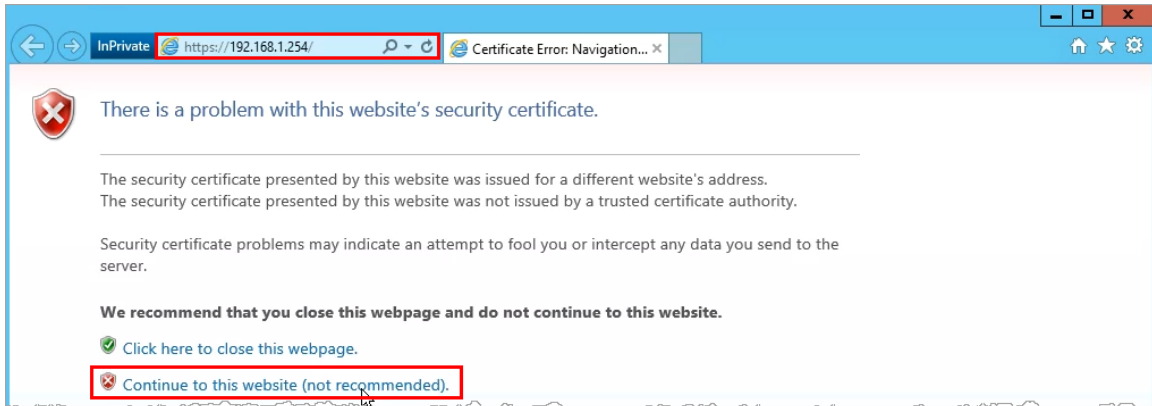 InPrivate https://192.168.1.254/ Certificate Error: Navigation...
There is a problem with this website's security certificate.
The security certificate presented by this website was issued for a different website's address.
The security certificate presented by this website was not issued by a trusted certificate authority.
Security certificate problems may indicate an attempt to fool you or intercept any data you send to the
server.
We recommend that you close this webpage and do not continue to this website.
Click here to close this webpage.
Continue to this website (not recommended).